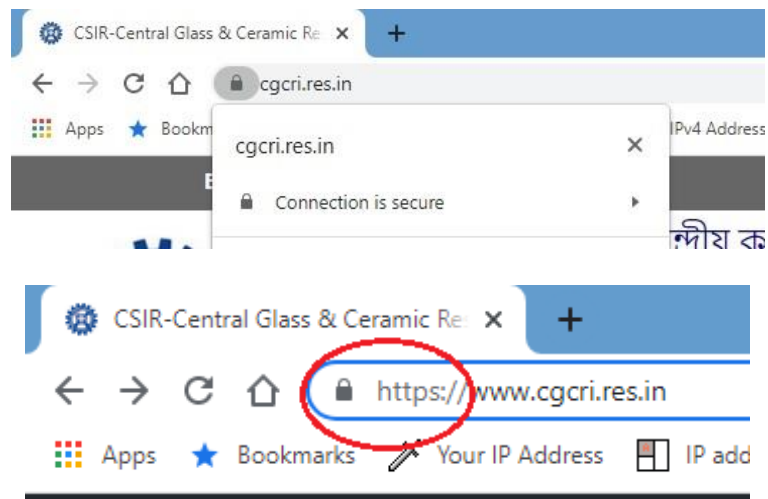 CSIR-Central Glass & Ceramic Re
cgcri.res.in
Apps Bookm IPv4 Address
cgcri.res.in
Connection is secure
CSIR-Central Glass & Ceramic Re
https://www.cgcri.res.in
Apps Bookmarks Your IP Address IP add